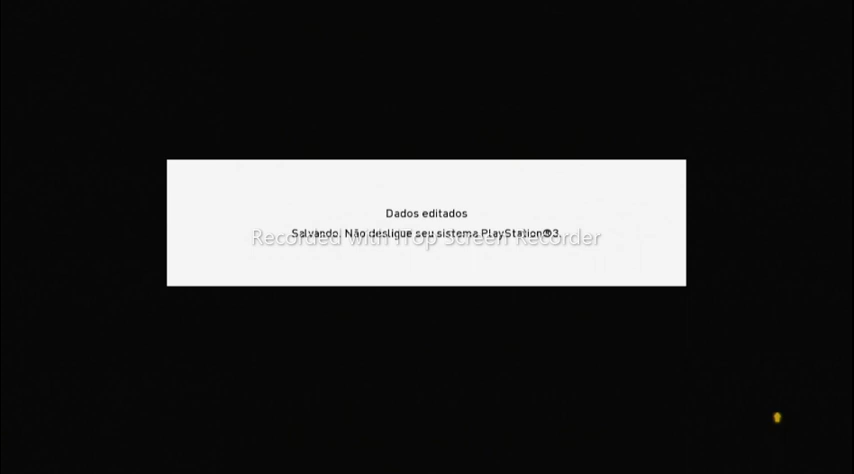 Dados editados
Salvando. Não desligue seu sistema PlayStation®3.
Recorded with iTop Screen Recorder